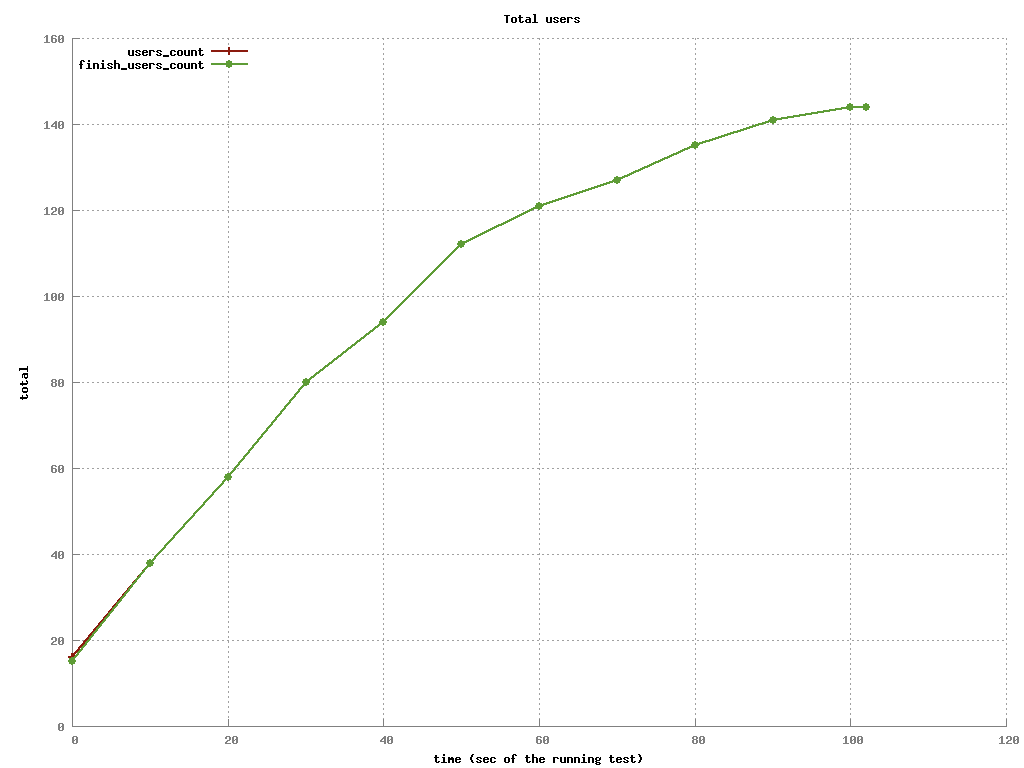 Total users
users_count
finish_users_count
160
140
120
100
80
60
40
20
0
total
0 20 40 60 80 100 120
time (sec of the running test)